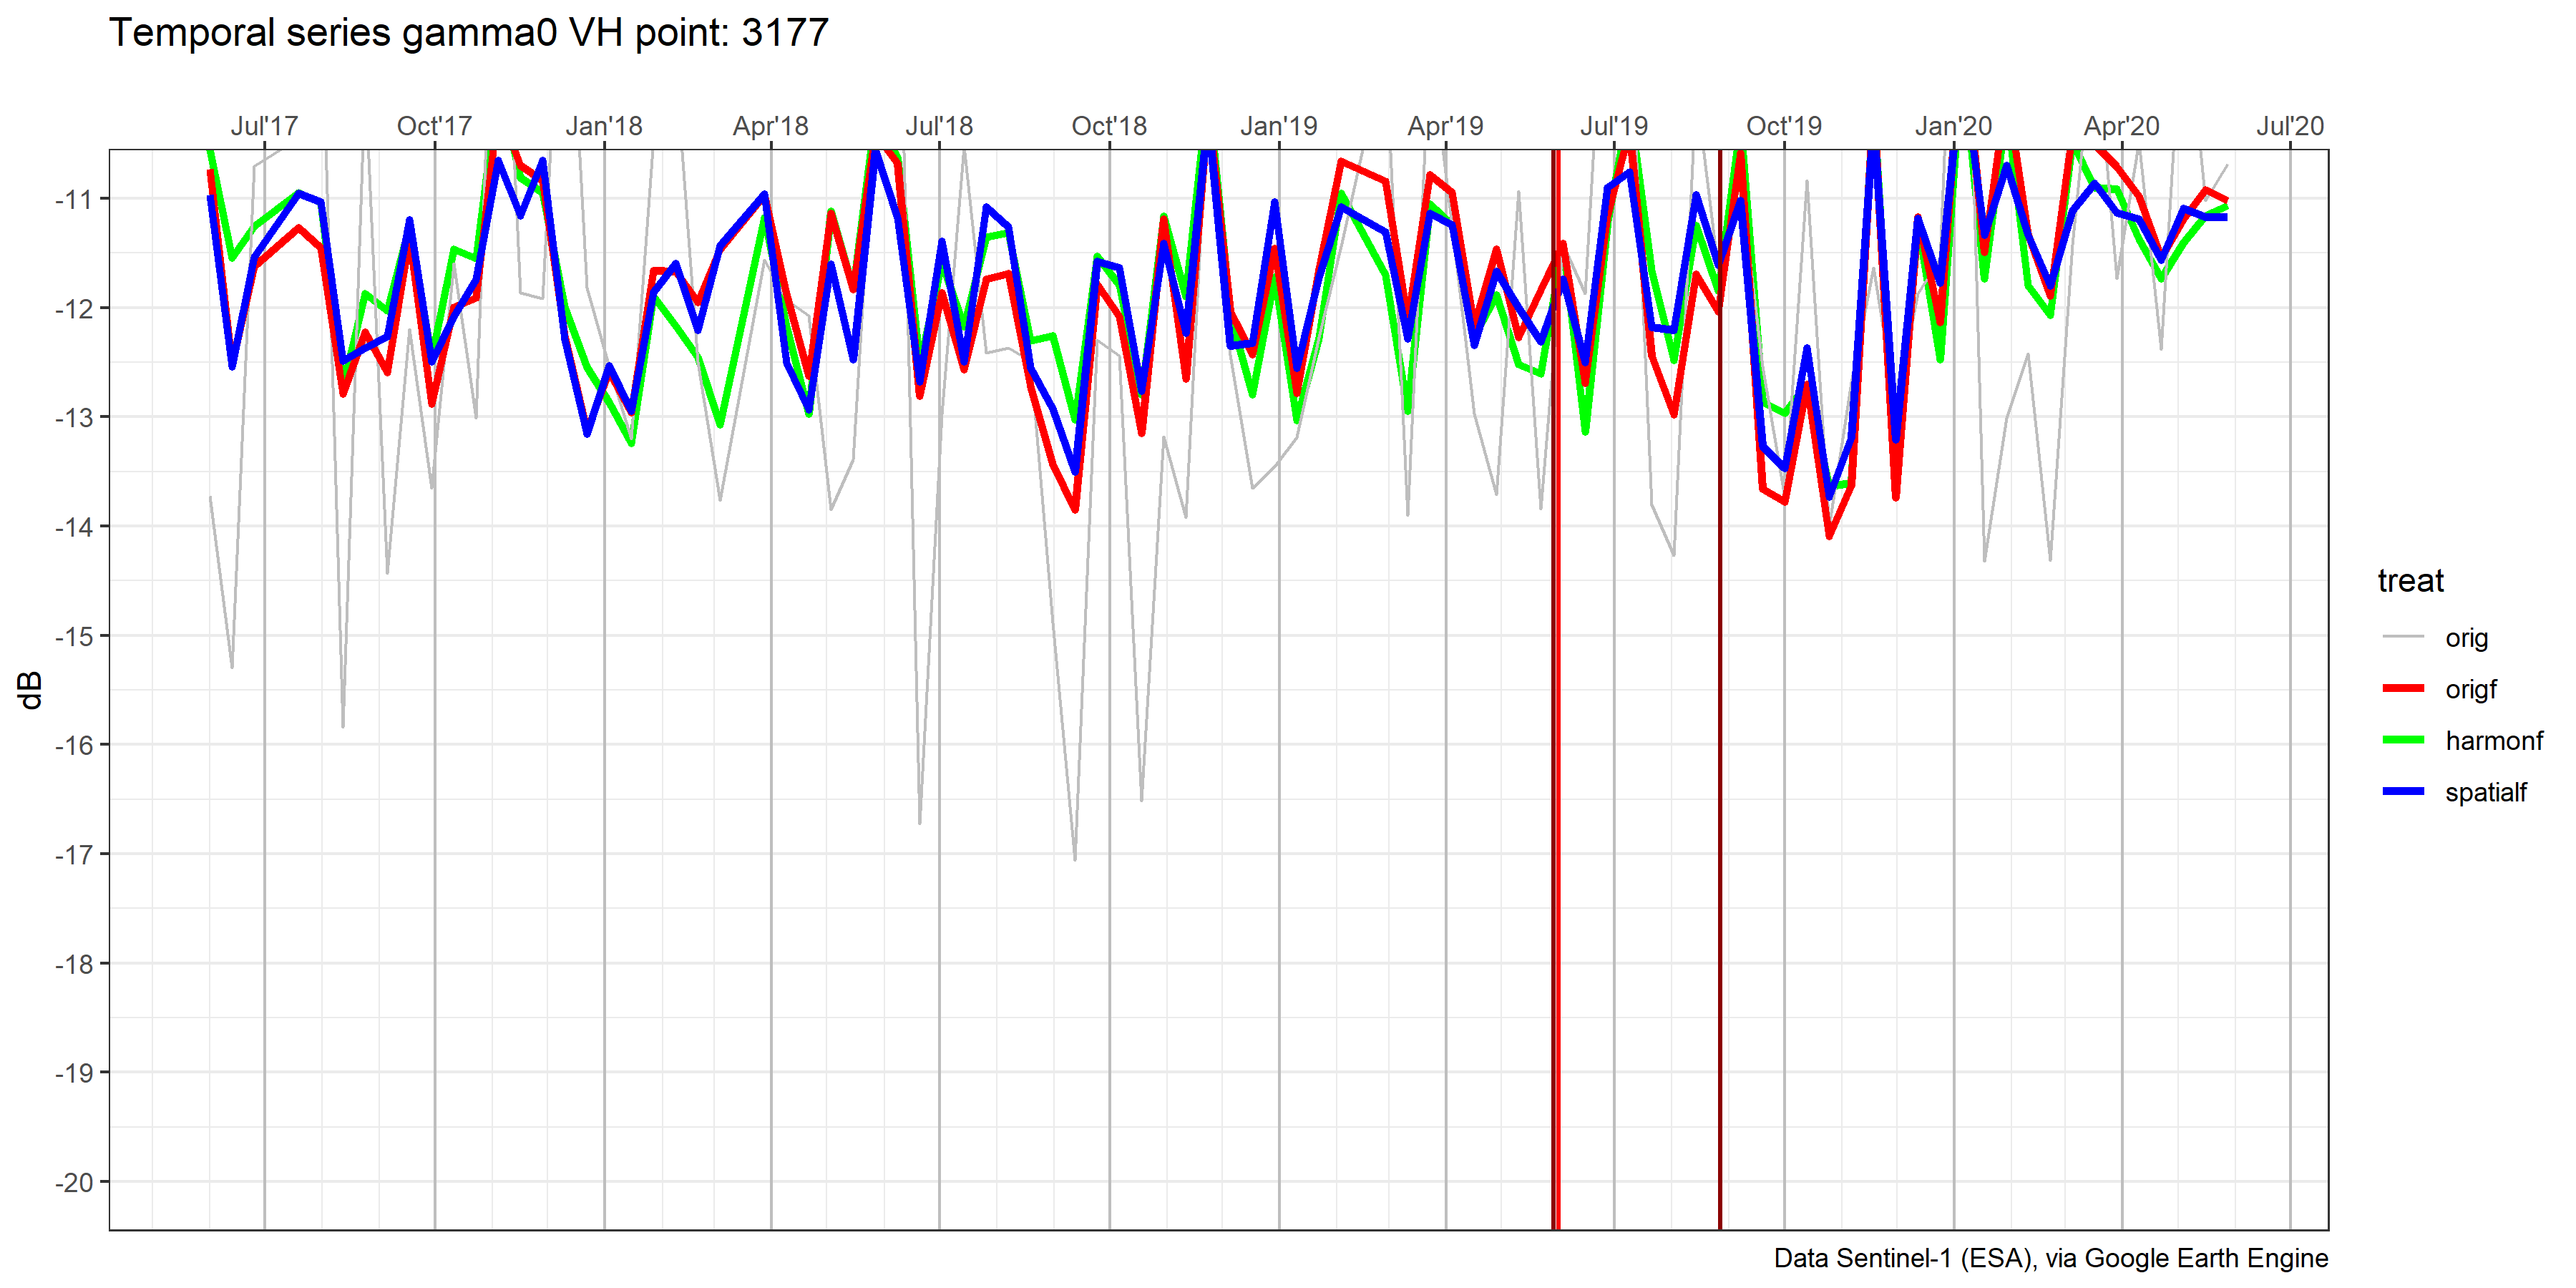 Temporal series gamma0 VH point: 3177
Jul'17 Oct'17 Jan'18 Apr'18 Jul'18 Oct'18 Jan'19 Apr'19 Jul'19 Oct'19 Jan'20 Apr'20 Jul'20
-11
-12
-13
-14
-15
-16
-17
-18
-19
-20
dB
treat
orig
origf
harmonf
spatialf
Data Sentinel-1 (ESA), via Google Earth Engine